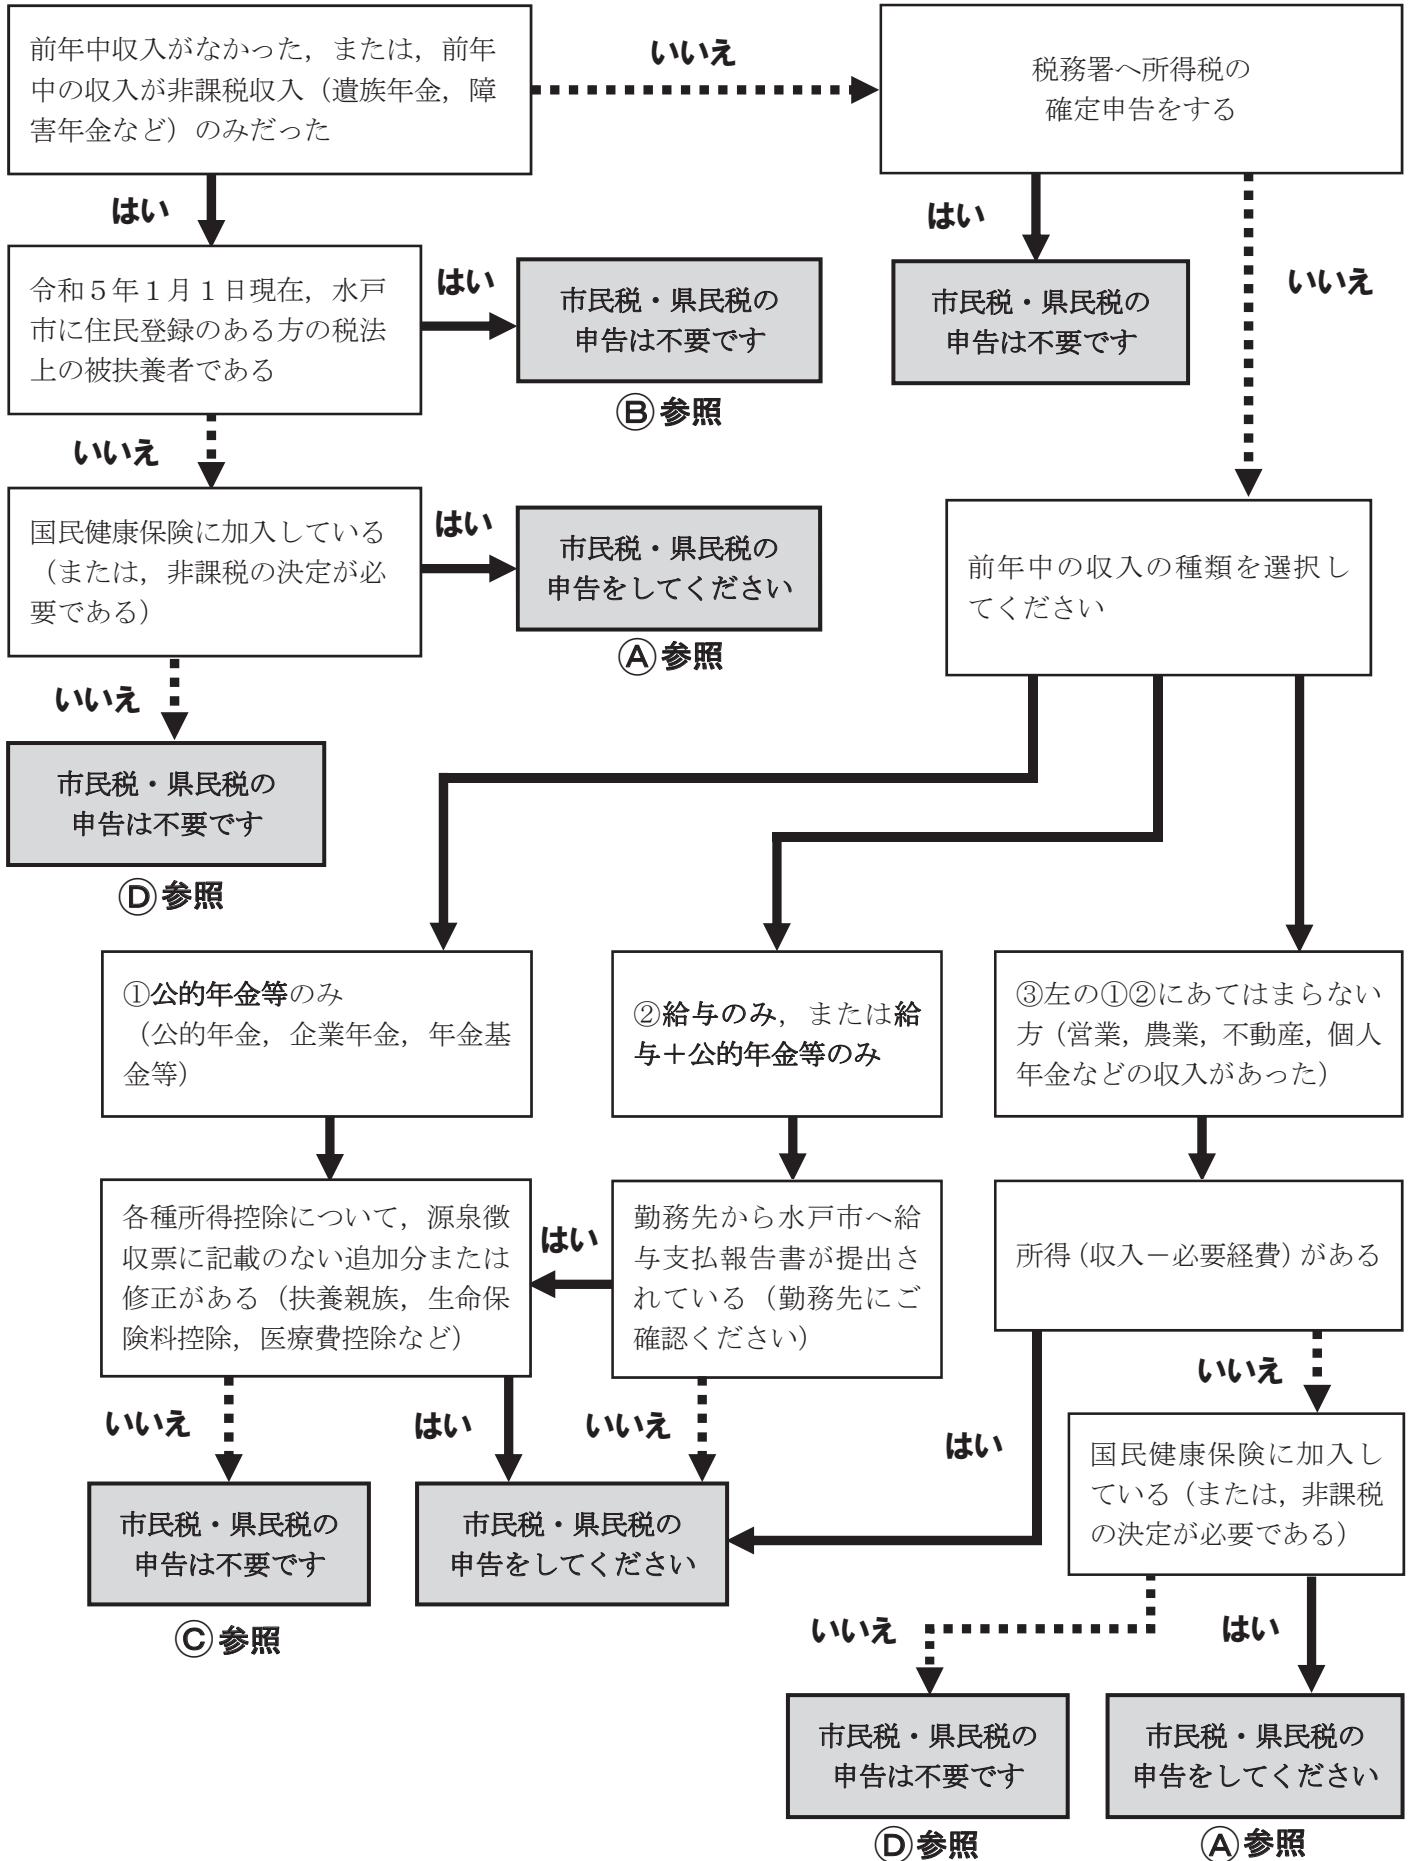 前年中収入がなかった，または，前年
中の収入が非課税収入（遺族年金，障
害年金など）のみだった
いいえ
税務署へ所得税の
確定申告をする
はい
はい
いいえ
令和５年１月１日現在，水戸
市に住民登録のある方の税法
上の被扶養者である
はい
市民税・県民税の
申告は不要です
Ⓑ参照
市民税・県民税の
申告は不要です
いいえ
国民健康保険に加入している
（または，非課税の決定が必
要である）
はい
市民税・県民税の
申告をしてください
Ⓐ参照
前年中の収入の種類を選択し
てください
いいえ
市民税・県民税の
申告は不要です
Ⓓ参照
①公的年金等のみ
（公的年金，企業年金，年金基
金等）
②給与のみ，または給
与＋公的年金等のみ
③左の①②にあてはまらない
方（営業，農業，不動産，個人
年金などの収入があった）
各種所得控除について，源泉徴
収票に記載のない追加分または
修正がある（扶養親族，生命保
険料控除，医療費控除など）
はい
勤務先から水戸市へ給
与支払報告書が提出さ
れている（勤務先にご
確認ください）
所得（収入－必要経費）がある
いいえ
はい
いいえ
はい
いいえ
国民健康保険に加入し
ている（または，非課税
の決定が必要である）
市民税・県民税の
申告は不要です
Ⓒ参照
市民税・県民税の
申告をしてください
いいえ
はい
市民税・県民税の
申告は不要です
Ⓓ参照
市民税・県民税の
申告をしてください
Ⓐ参照